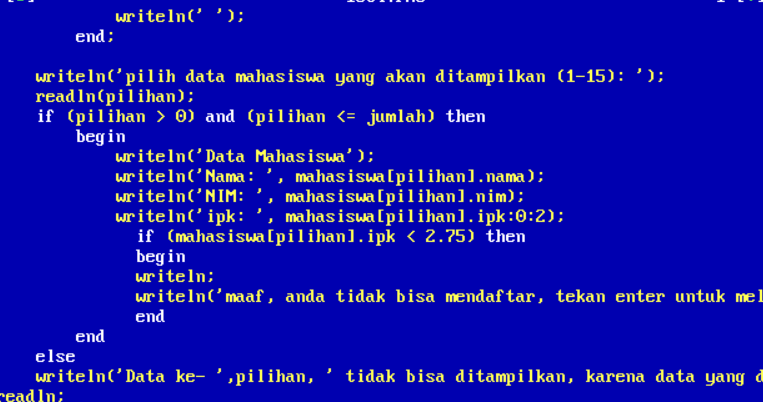 writeln(' ');
end;
writeln('pilih data mahasiswa yang akan ditampilkan (1-15): ');
readln(pilihan);
if (pilihan > 0) and (pilihan <= jumlah) then
begin
writeln('Data Mahasiswa');
writeln('Nama: ', mahasiswa[pilihan].nama);
writeln('NIM: ', mahasiswa[pilihan].nim);
writeln('ipk: ', mahasiswa[pilihan].ipk:0:2);
if (mahasiswa[pilihan].ipk < 2.75) then
begin
writeln;
writeln('maaf, anda tidak bisa mendaftar, tekan enter untuk mel
end
end
else
writeln('Data ke- ',pilihan, ' tidak bisa ditampilkan, karena data yang d
readln;